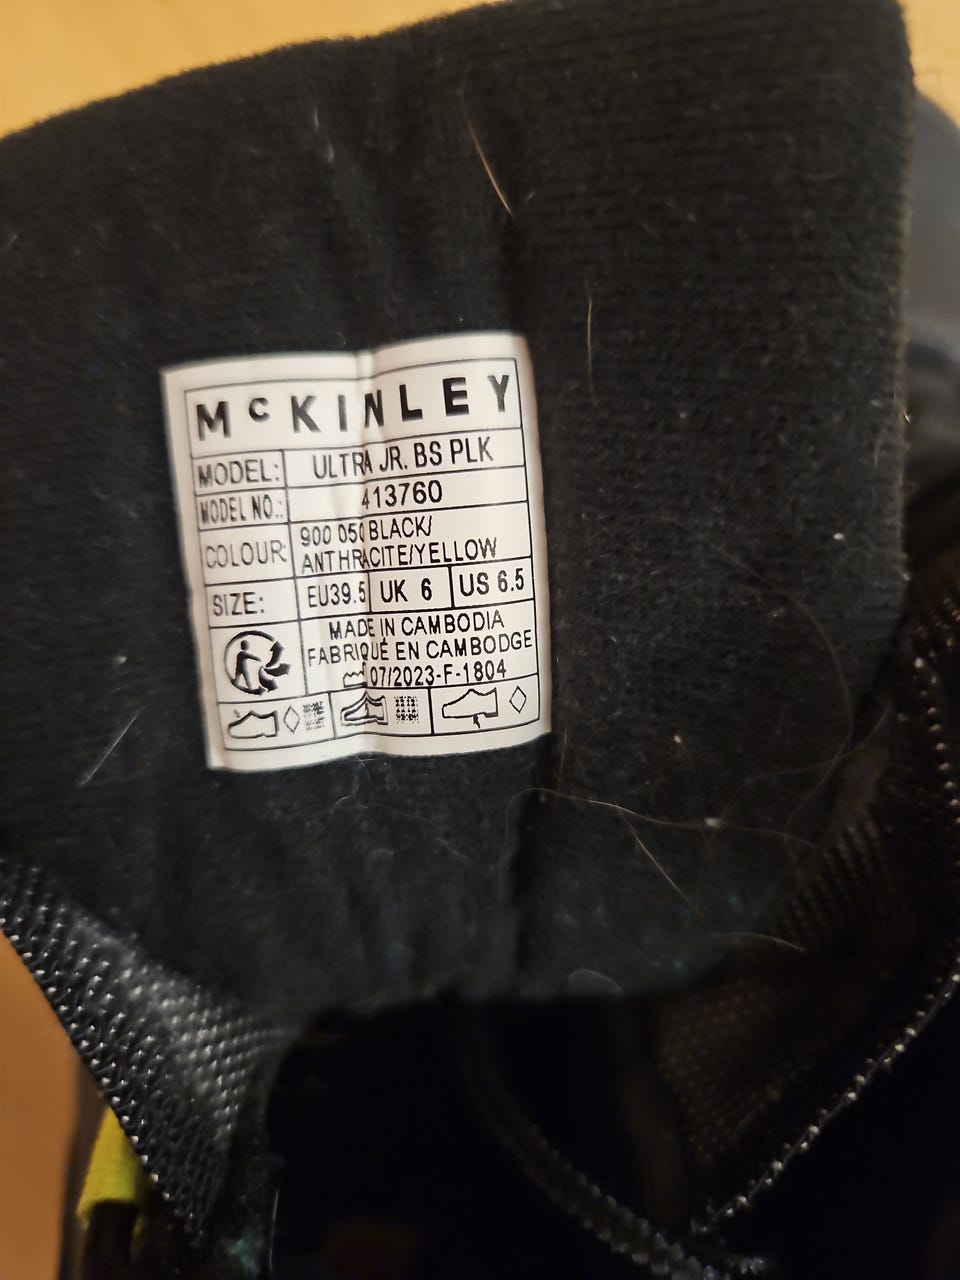 McKINLEY
MODEL: ULTRA JR. BS PLK
MODEL NO.: 413760
COLOUR: 900 050 BLACK/
ANTHRACITE/YELLOW
SIZE: EU39.5 UK 6 US 6.5
MADE IN CAMBODIA
FABRIQUÉ EN CAMBODGE
07/2023-F-1804